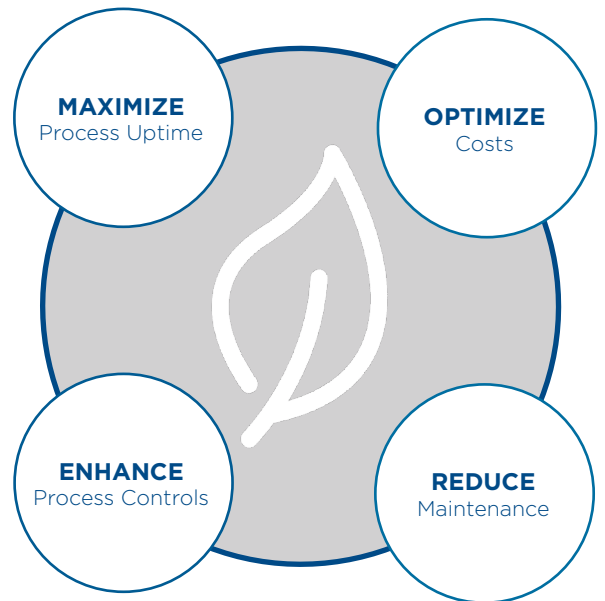 MAXIMIZE
Process Uptime
OPTIMIZE
Costs
ENHANCE
Process Controls
REDUCE
Maintenance